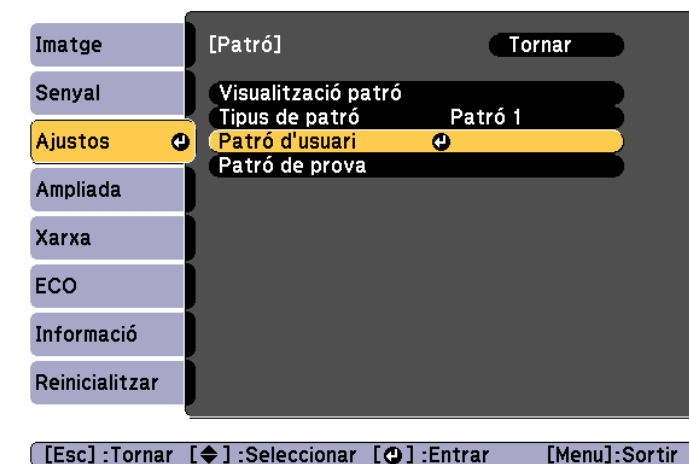 Imatge
Senyal
Ajustos
Ampliada
Xarxa
ECO
Informació
Reinicialitzar
[Patró] Tornar
Visualització patró
Tipus de patró Patró 1
Patró d'usuari
Patró de prova
[Esc] :Tornar [◆] :Seleccionar [↵] :Entrar [Menu]:Sortir